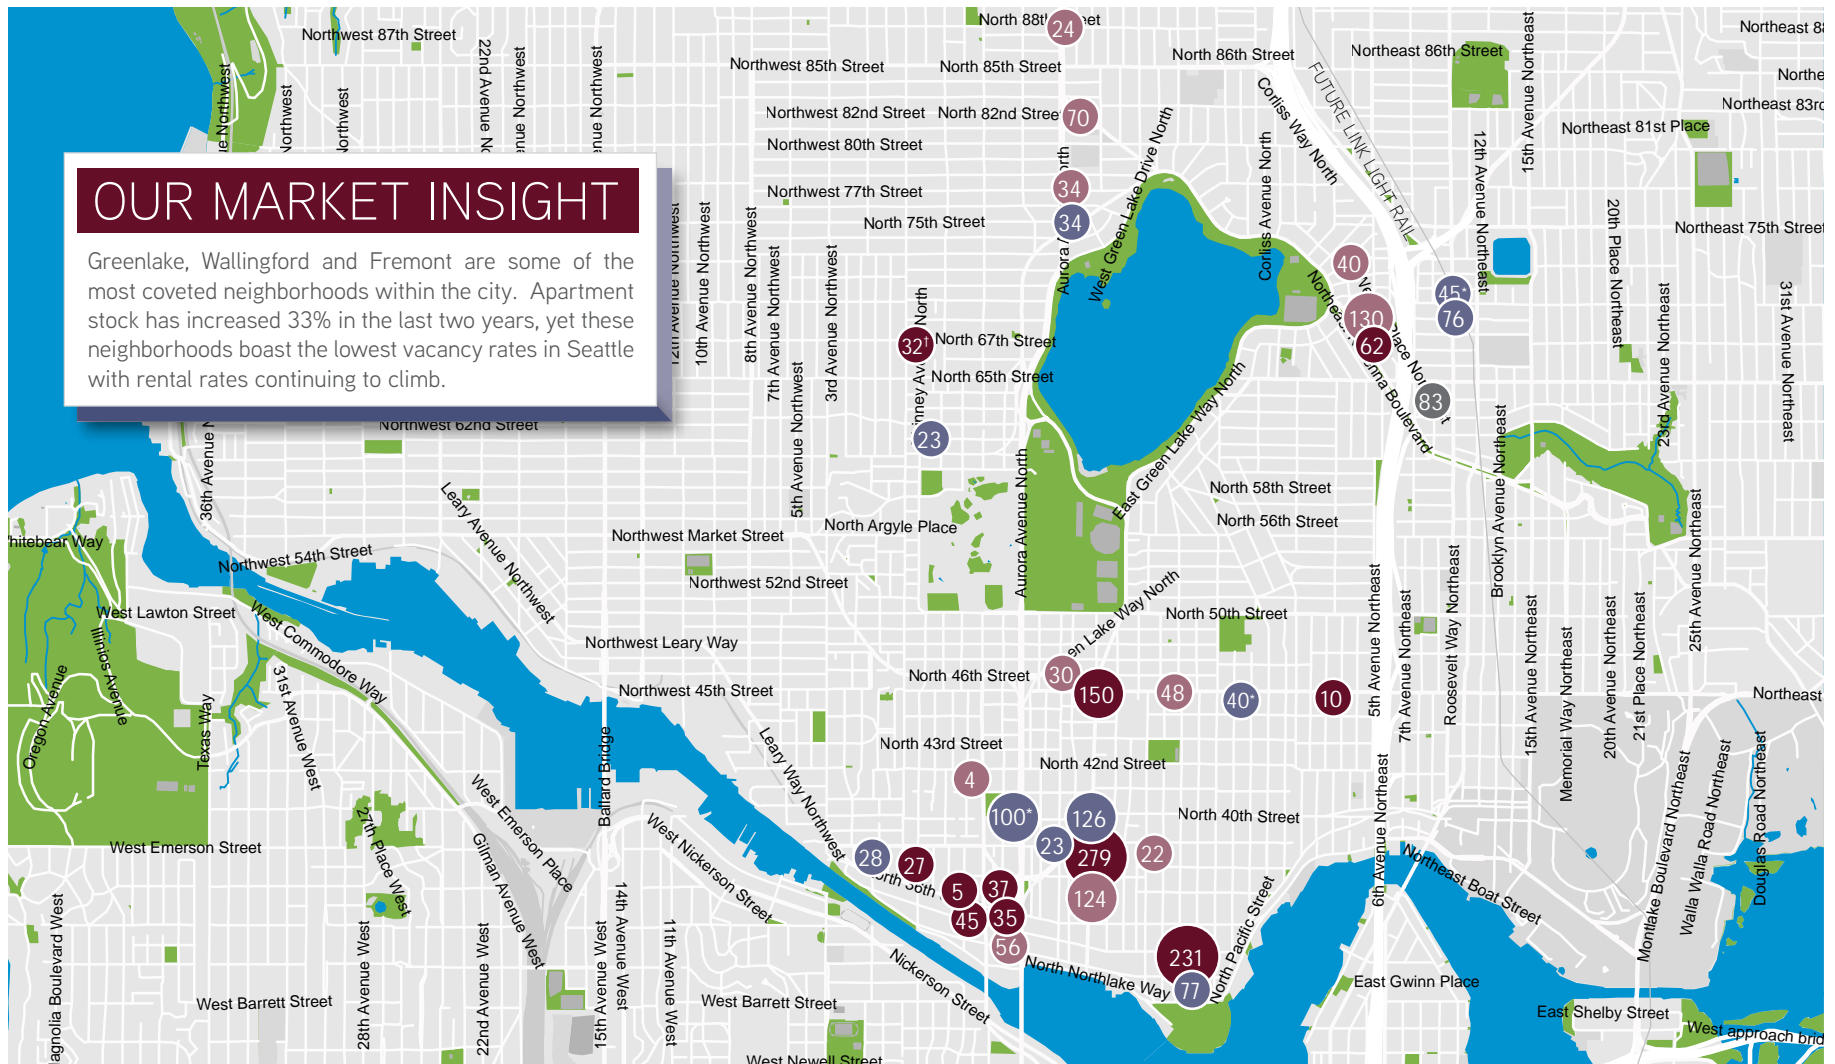 OUR MARKET INSIGHT
Greenlake, Wallingford and Fremont are some of the
most coveted neighborhoods within the city. Apartment
stock has increased 33% in the last two years, yet these
neighborhoods boast the lowest vacancy rates in Seattle
with rental rates continuing to climb.
Northwest 87th Street
22nd Avenue
Northwest 85th Street
North 85th Street
North 86th Street
Northeast 86th Street
15th Avenue Northeast
24
Northwest 82nd Street
70
Northeast 81st Place
Northwest 80th Street
FUTURE LINK LIGHT RAIL
Corliss Way North
Corliss Avenue North
12th Avenue Northeast
Northwest 77th Street
34
North 75th Street
34
Northeast 75th Street
West Green Lake Drive North
20th Place Northeast
10th Avenue Northwest
8th Avenue Northwest
7th Avenue Northwest
3rd Avenue Northwest
5th Avenue Northwest
40
45*
76
130
62
83
32†
North 67th Street
North 65th Street
23rd Avenue Northeast
31st Avenue Northeast
Northwest 62nd Street
23
Aurora Avenue North
East Green Lake Way North
North 58th Street
North 56th Street
North Argyle Place
Northwest Market Street
Northwest 52nd Street
Northwest 54th Street
Leary Avenue Northwest
Brooklyn Avenue Northeast
25th Avenue Northeast
West Lawton Street
West Commodore Way
Illinios Avenue
Oregon Avenue
Texas Way
31st Avenue West
North 50th Street
5th Avenue Northeast
7th Avenue Northeast
Roosevelt Way Northeast
15th Avenue Northeast
Memorial Way Northeast
20th Avenue Northeast
21st Place Northeast
Northwest Leary Way
North 46th Street
Northwest 45th Street
30
150
48
40*
10
Northeast
Ballard Bridge
Leary Way Northwest
North 43rd Street
North 42nd Street
4
100*
126
North 40th Street
23
279
22
28
27
5
37
124
45
35
56
231
77
6th Avenue Northeast
Northeast Boat Street
Montlake Boulevard Northeast
Walla Walla Road Northeast
Douglas Road Northeast
West Emerson Street
West Emerson Place
27th Place West
Gilman Avenue West
West Nickerson Street
Nickerson Street
14th Avenue West
15th Avenue West
11th Avenue West
28th Avenue West
22nd Avenue West
North Northlake Way
North Pacific Street
East Gwinn Place
West Barrett Street
West Barrett Street
East Shelby Street
West Newell Street
West approach